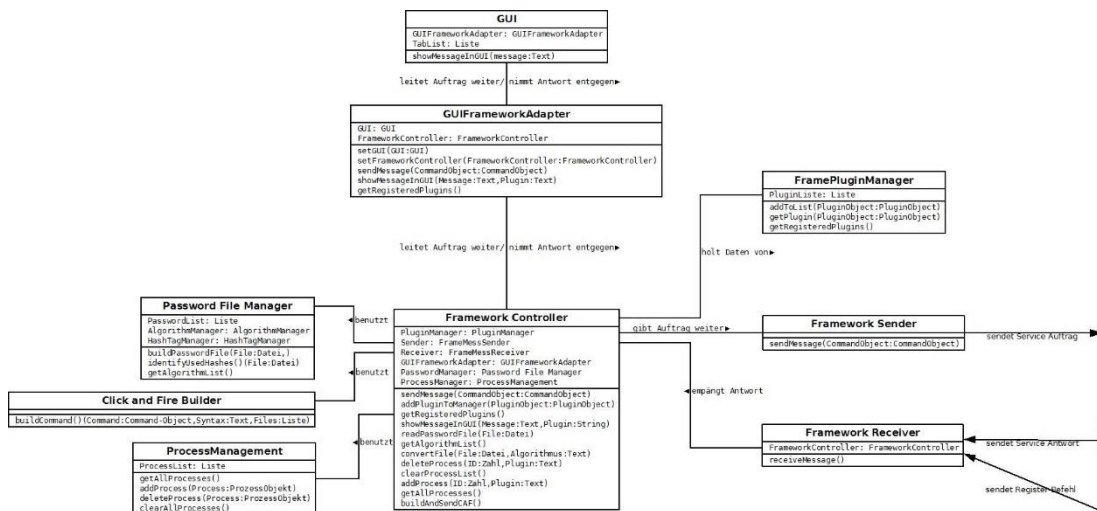 GUI
GUIFrameworkAdapter: GUIFrameworkAdapter
TabList: Liste
showMessageInGUI(message:Text)
leitet Auftrag weiter/ nimmt Antwort entgegen▶
GUIFrameworkAdapter
GUI: GUI
FrameworkController: FrameworkController
setGUI(GUI:GUI)
setFrameworkController(FrameworkController:FrameworkController)
sendMessage(CommandObject:CommandObject)
showMessageInGUI(Message:Text,Plugin:Text)
getRegisteredPlugins()
FramePluginManager
PluginListe: Liste
addToList(PluginObject:PluginObject)
getPlugin(PluginObject:PluginObject)
getRegisteredPlugins()
leitet Auftrag weiter/ nimmt Antwort entgegen▶
holt Daten von▶
Password File Manager
PasswordList: Liste
AlgorithmManager: AlgorithmManager
HashTagManager: HashTagManager
buildPasswordFile(File:Datei,)
identifyUsedHashes()(File:Datei)
getAlgorithmList()
◀benutzt
Framework Controller
PluginManager: PluginManager
Sender: FrameMessSender
Receiver: FrameMessReceiver
GUIFrameworkAdapter: GUIFrameworkAdapter
PasswordManager: Password File Manager
ProcessManager: ProcessManagement
sendMessage(CommandObject:CommandObject)
addPluginToManager(PluginObject:PluginObject)
getRegisteredPlugins()
showMessageInGUI(Message:Text,Plugin:String)
readPasswordFile(File:Datei)
getAlgorithmList()
convertFile(File:Datei,Algorithmus:Text)
deleteProcess(ID:Zahl,Plugin:Text)
clearProcessList()
addProcess(ID:Zahl,Plugin:Text)
getAllProcesses()
buildAndSendCAF()
gibt Auftrag weiter▶
Framework Sender
sendMessage(CommandObject:CommandObject)
sendet Service Auftrag
◀benutzt
Click and Fire Builder
buildCommand()(Command:Command-Object,Syntax:Text,Files:Liste)
◀empängt Antwort
◀benutzt
ProcessManagement
ProcessList: Liste
getAllProcesses()
addProcess(Process:ProzessObjekt)
deleteProcess(Process:ProzessObjekt)
clearAllProcesses()
Framework Receiver
FrameworkController: FrameworkController
receiveMessage()
sendet Service Antwort
sendet Register Befehl